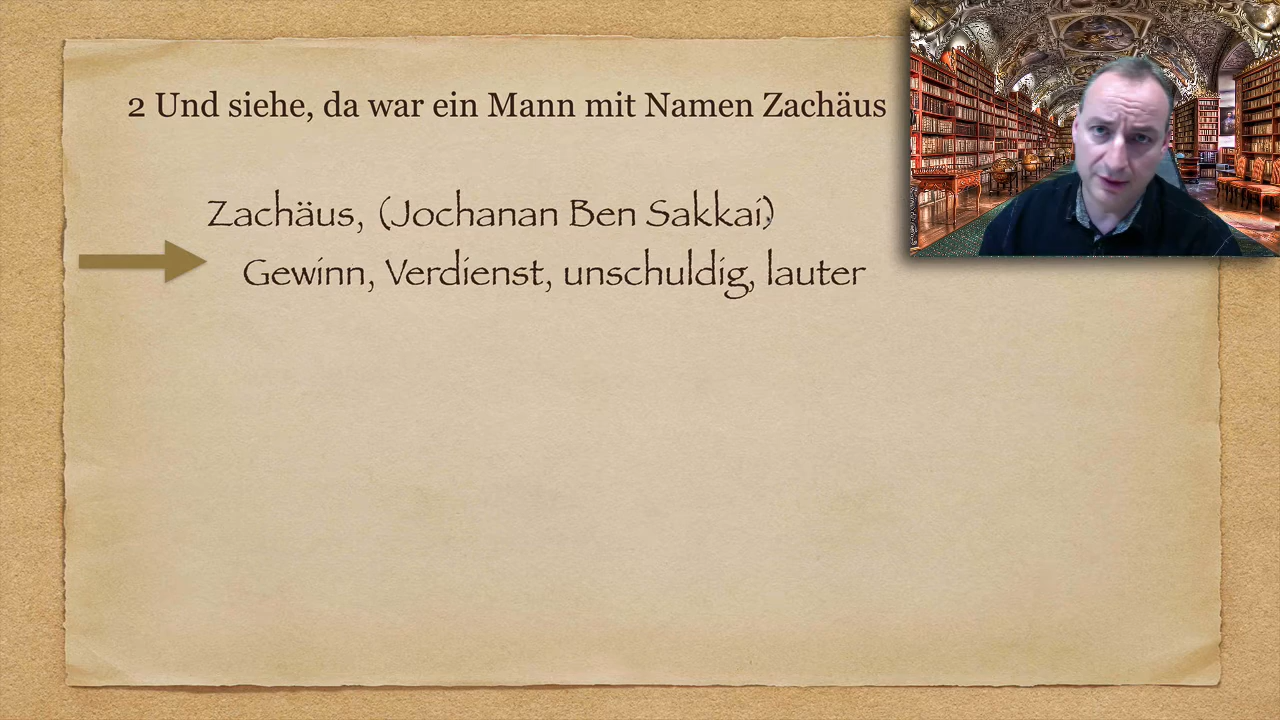 2 Und siehe, da war ein Mann mit Namen Zachäus
Zachäus, (Jochanan Ben Sakkai)
Gewinn, Verdienst, unschuldig, lauter